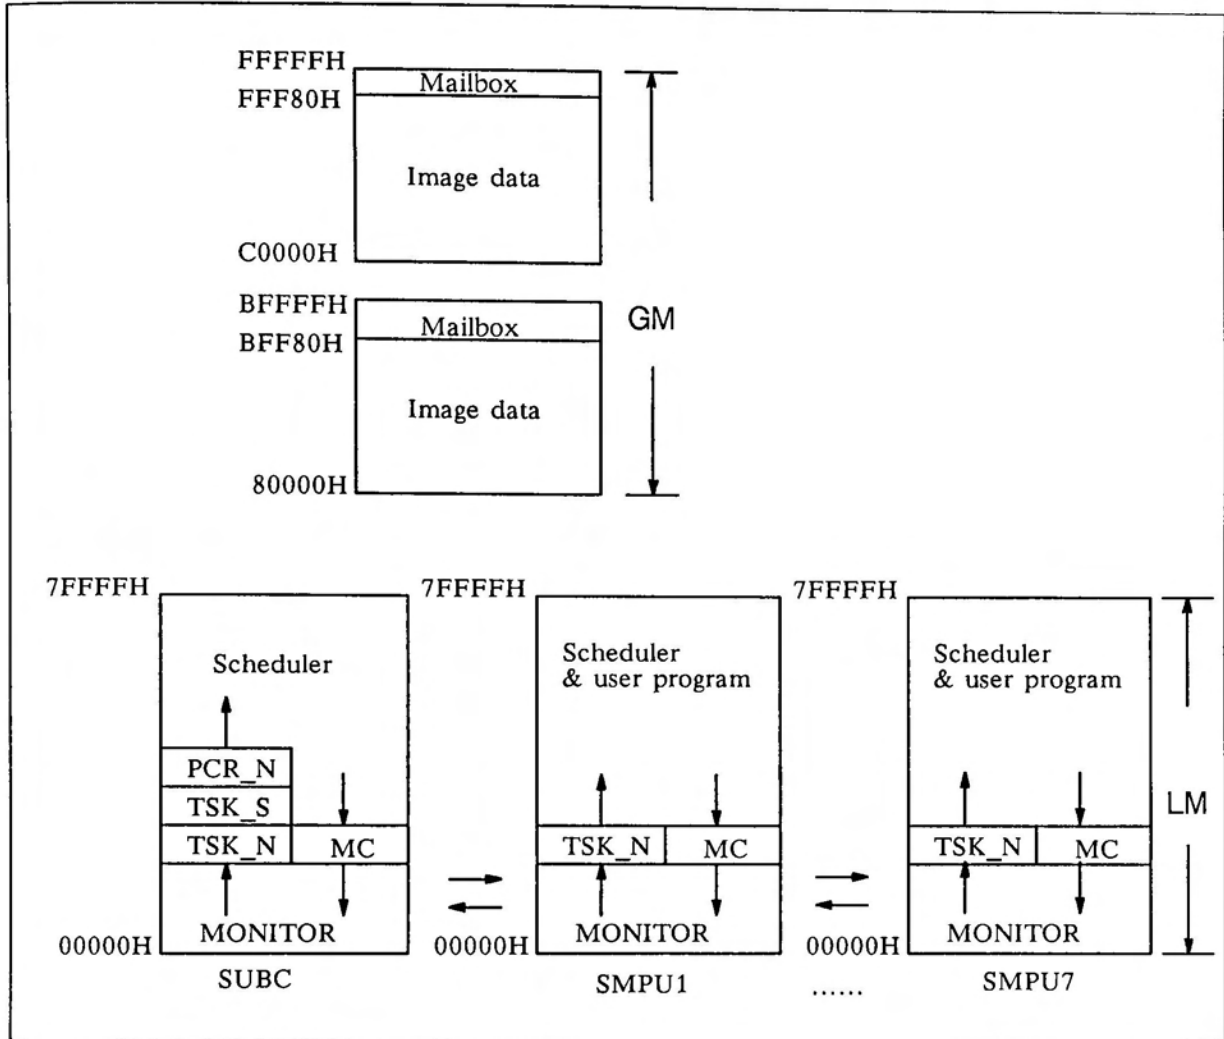 FFFFFH
Mailbox
FFF80H
Image data
C0000H
BFFFFH
Mailbox
GM
BFF80H
Image data
80000H
7FFFFH
7FFFFH
7FFFFH
Scheduler
Scheduler
& user program
Scheduler
& user program
PCR_N
TSK_S
TSK_N
MC
TSK_N
MC
TSK_N
MC
LM
MONITOR
MONITOR
MONITOR
00000H
00000H
00000H
SUBC
SMPU1
......
SMPU7